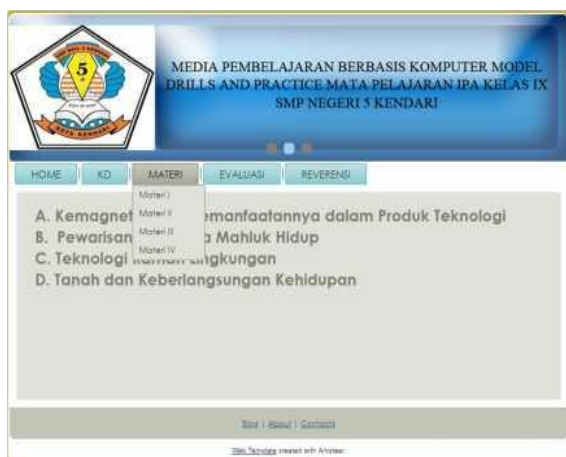 5
MEDIA PEMBELAJARAN BERBASIS KOMPUTER MODEL
DRILLS AND PRACTICE MATA PELAJARAN IPA KELAS IX
SMP NEGERI 5 KENDARI
HOME KD MATERI EVALUASI REVERENSI
Materi I
Materi II
Materi III
Materi IV
A. Kemagnet emanfaatannya dalam Produk Teknologi
B. Pewarisan a Mahluk Hidup
C. Teknologi Lingkungan
D. Tanah dan Keberlangsungan Kehidupan
Blog | About | Contacts
Web Template created with Artisteer.